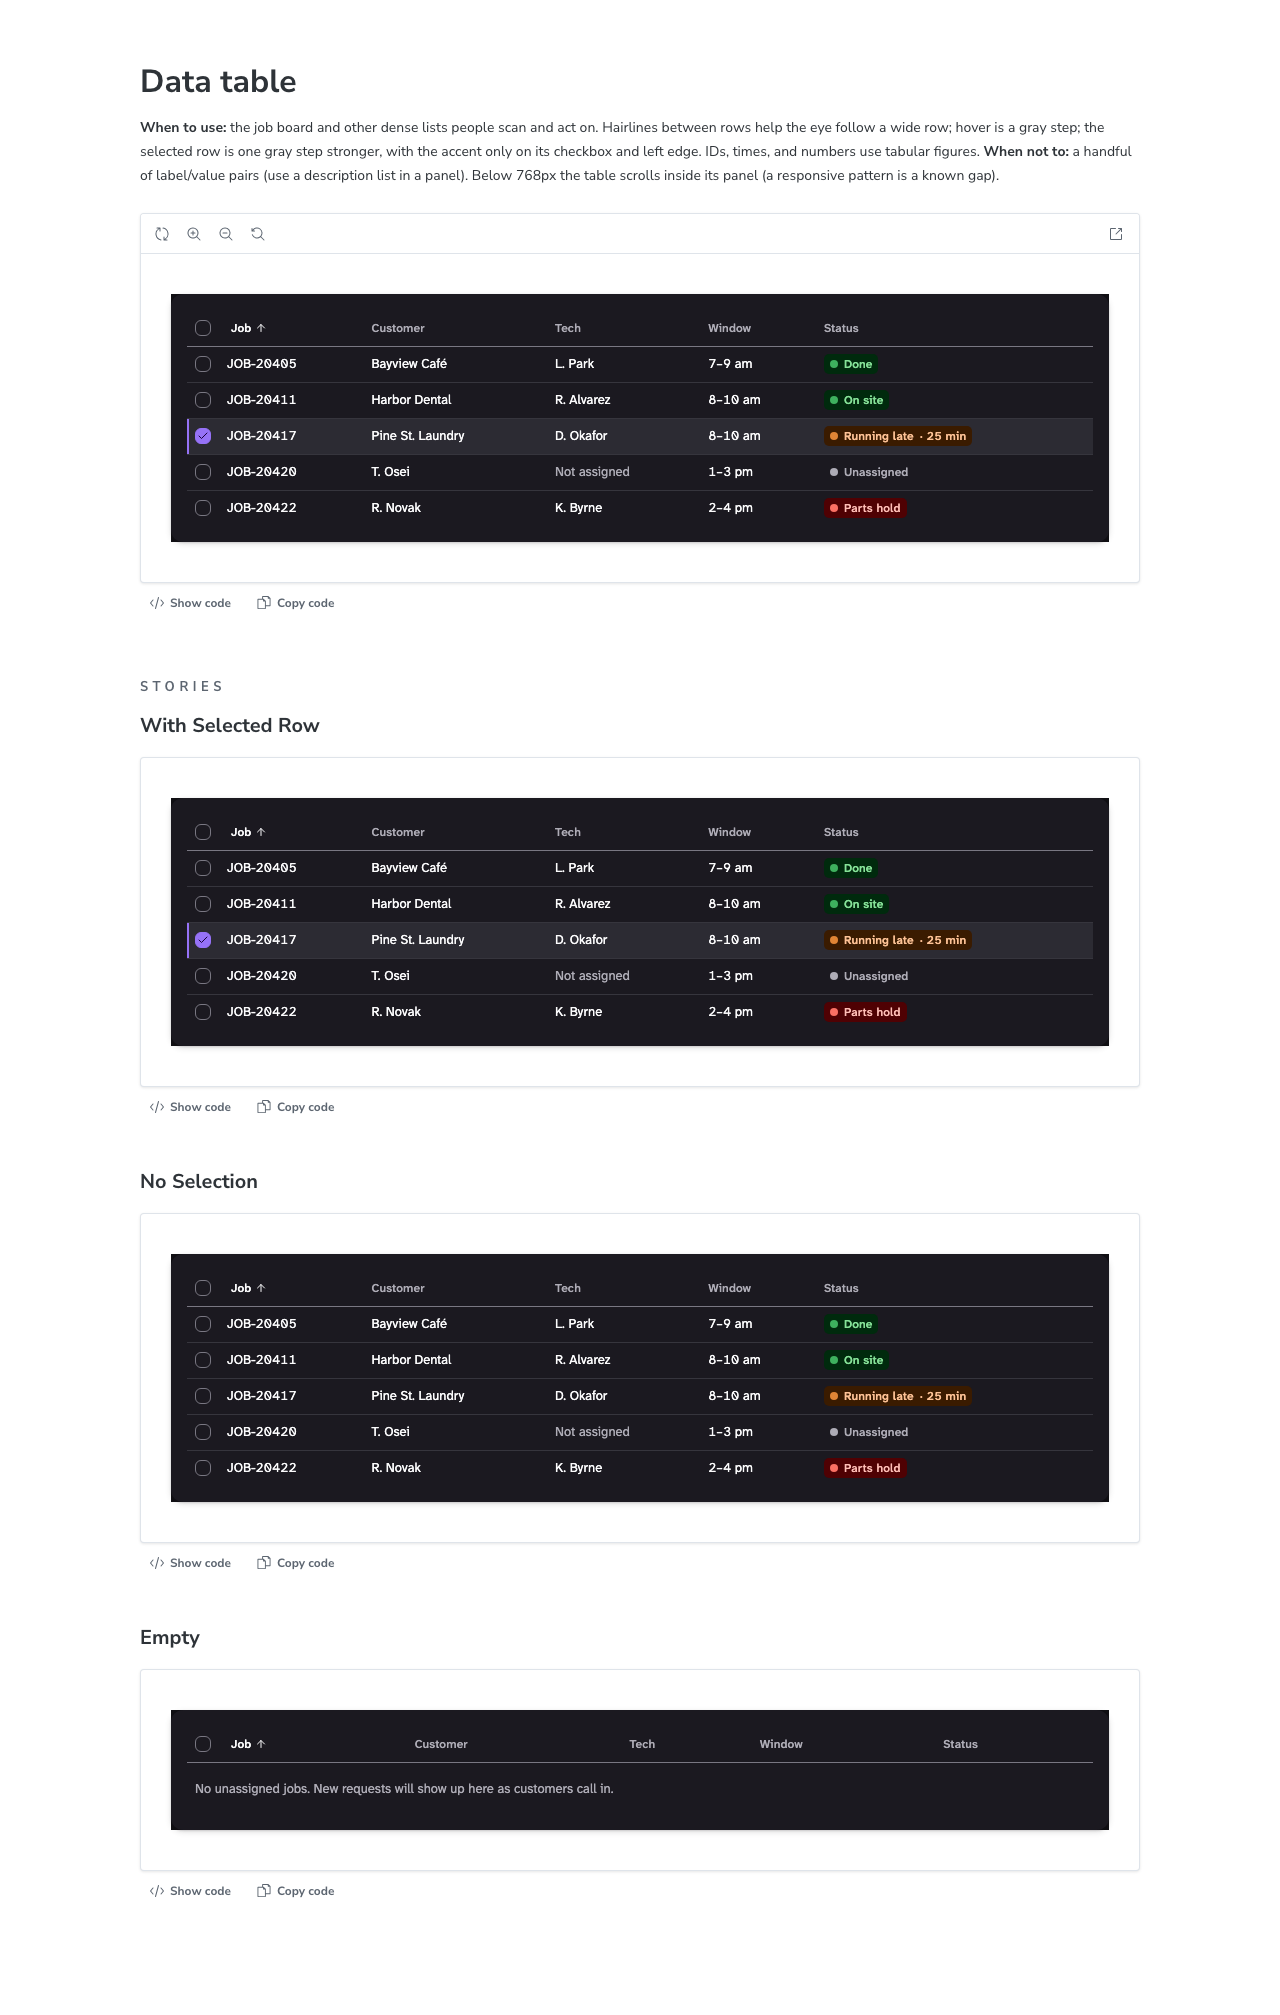 Data table
When to use: the job board and other dense lists people scan and act on. Hairlines between rows help the eye follow a wide row; hover is a gray step; the
selected row is one gray step stronger, with the accent only on its checkbox and left edge. IDs, times, and numbers use tabular figures. When not to: a handful
of label/value pairs (use a description list in a panel). Below 768px the table scrolls inside its panel (a responsive pattern is a known gap).
Job ↑ Customer Tech Window Status
JOB-20405 Bayview Café L. Park 7–9 am Done
JOB-20411 Harbor Dental R. Alvarez 8–10 am On site
JOB-20417 Pine St. Laundry D. Okafor 8–10 am Running late · 25 min
JOB-20420 T. Osei Not assigned 1–3 pm Unassigned
JOB-20422 R. Novak K. Byrne 2–4 pm Parts hold
Show code Copy code
STORIES
With Selected Row
Job ↑ Customer Tech Window Status
JOB-20405 Bayview Café L. Park 7–9 am Done
JOB-20411 Harbor Dental R. Alvarez 8–10 am On site
JOB-20417 Pine St. Laundry D. Okafor 8–10 am Running late · 25 min
JOB-20420 T. Osei Not assigned 1–3 pm Unassigned
JOB-20422 R. Novak K. Byrne 2–4 pm Parts hold
Show code Copy code
No Selection
Job ↑ Customer Tech Window Status
JOB-20405 Bayview Café L. Park 7–9 am Done
JOB-20411 Harbor Dental R. Alvarez 8–10 am On site
JOB-20417 Pine St. Laundry D. Okafor 8–10 am Running late · 25 min
JOB-20420 T. Osei Not assigned 1–3 pm Unassigned
JOB-20422 R. Novak K. Byrne 2–4 pm Parts hold
Show code Copy code
Empty
Job ↑ Customer Tech Window Status
No unassigned jobs. New requests will show up here as customers call in.
Show code Copy code